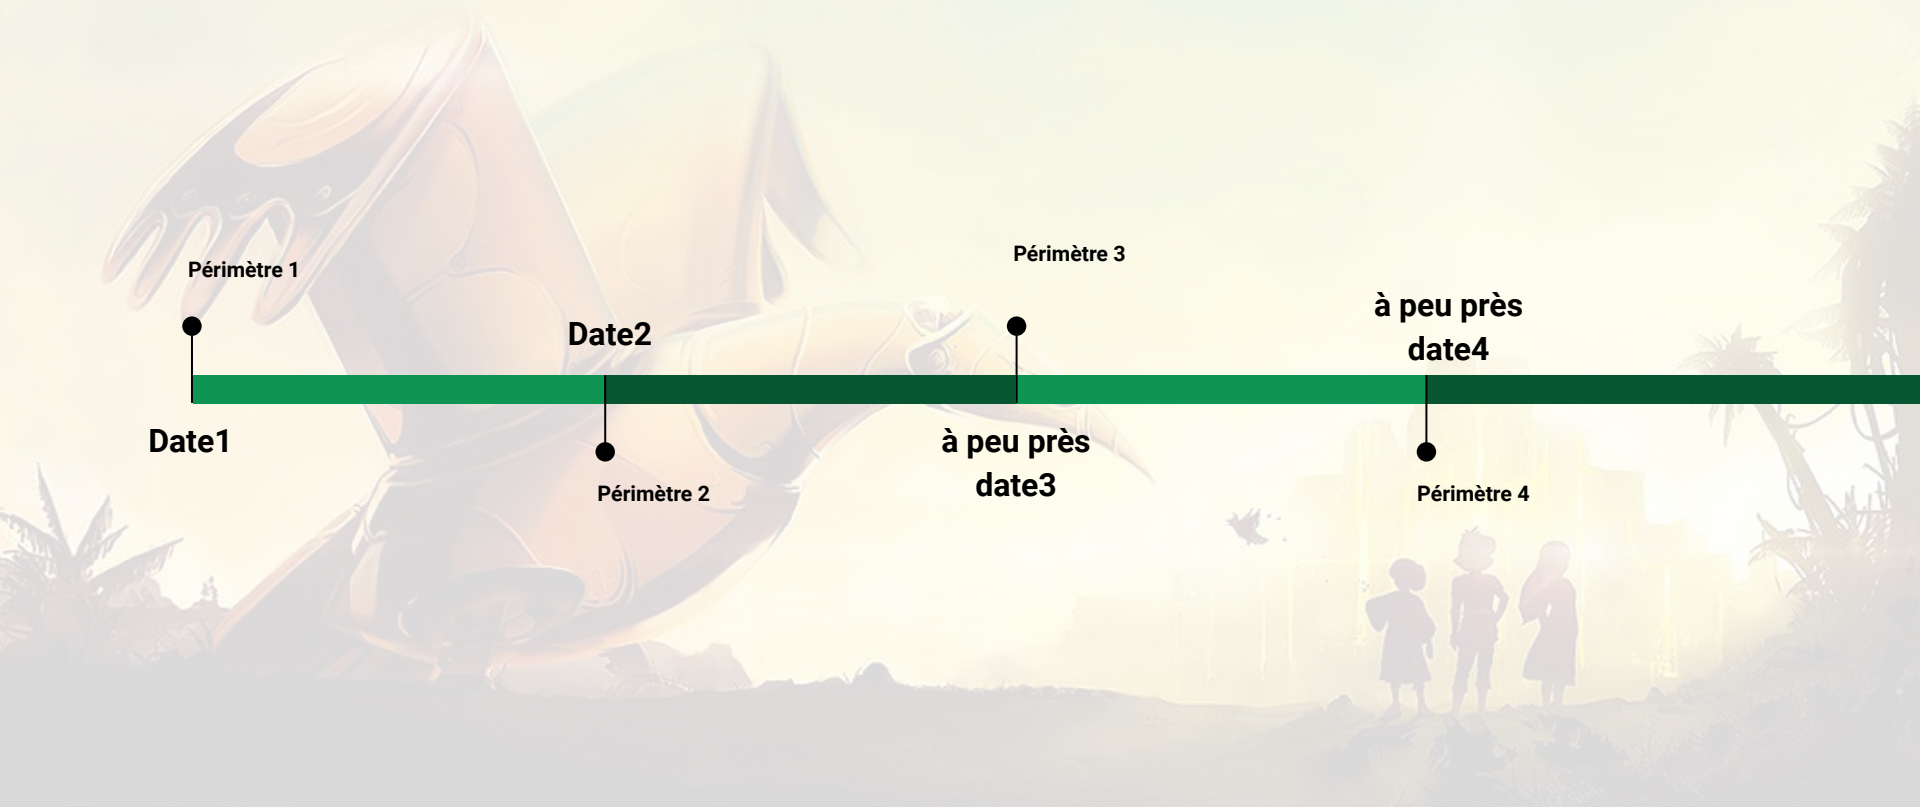 Périmètre 1
Date1
Date2
Périmètre 2
Périmètre 3
à peu près
date3
à peu près
date4
Périmètre 4